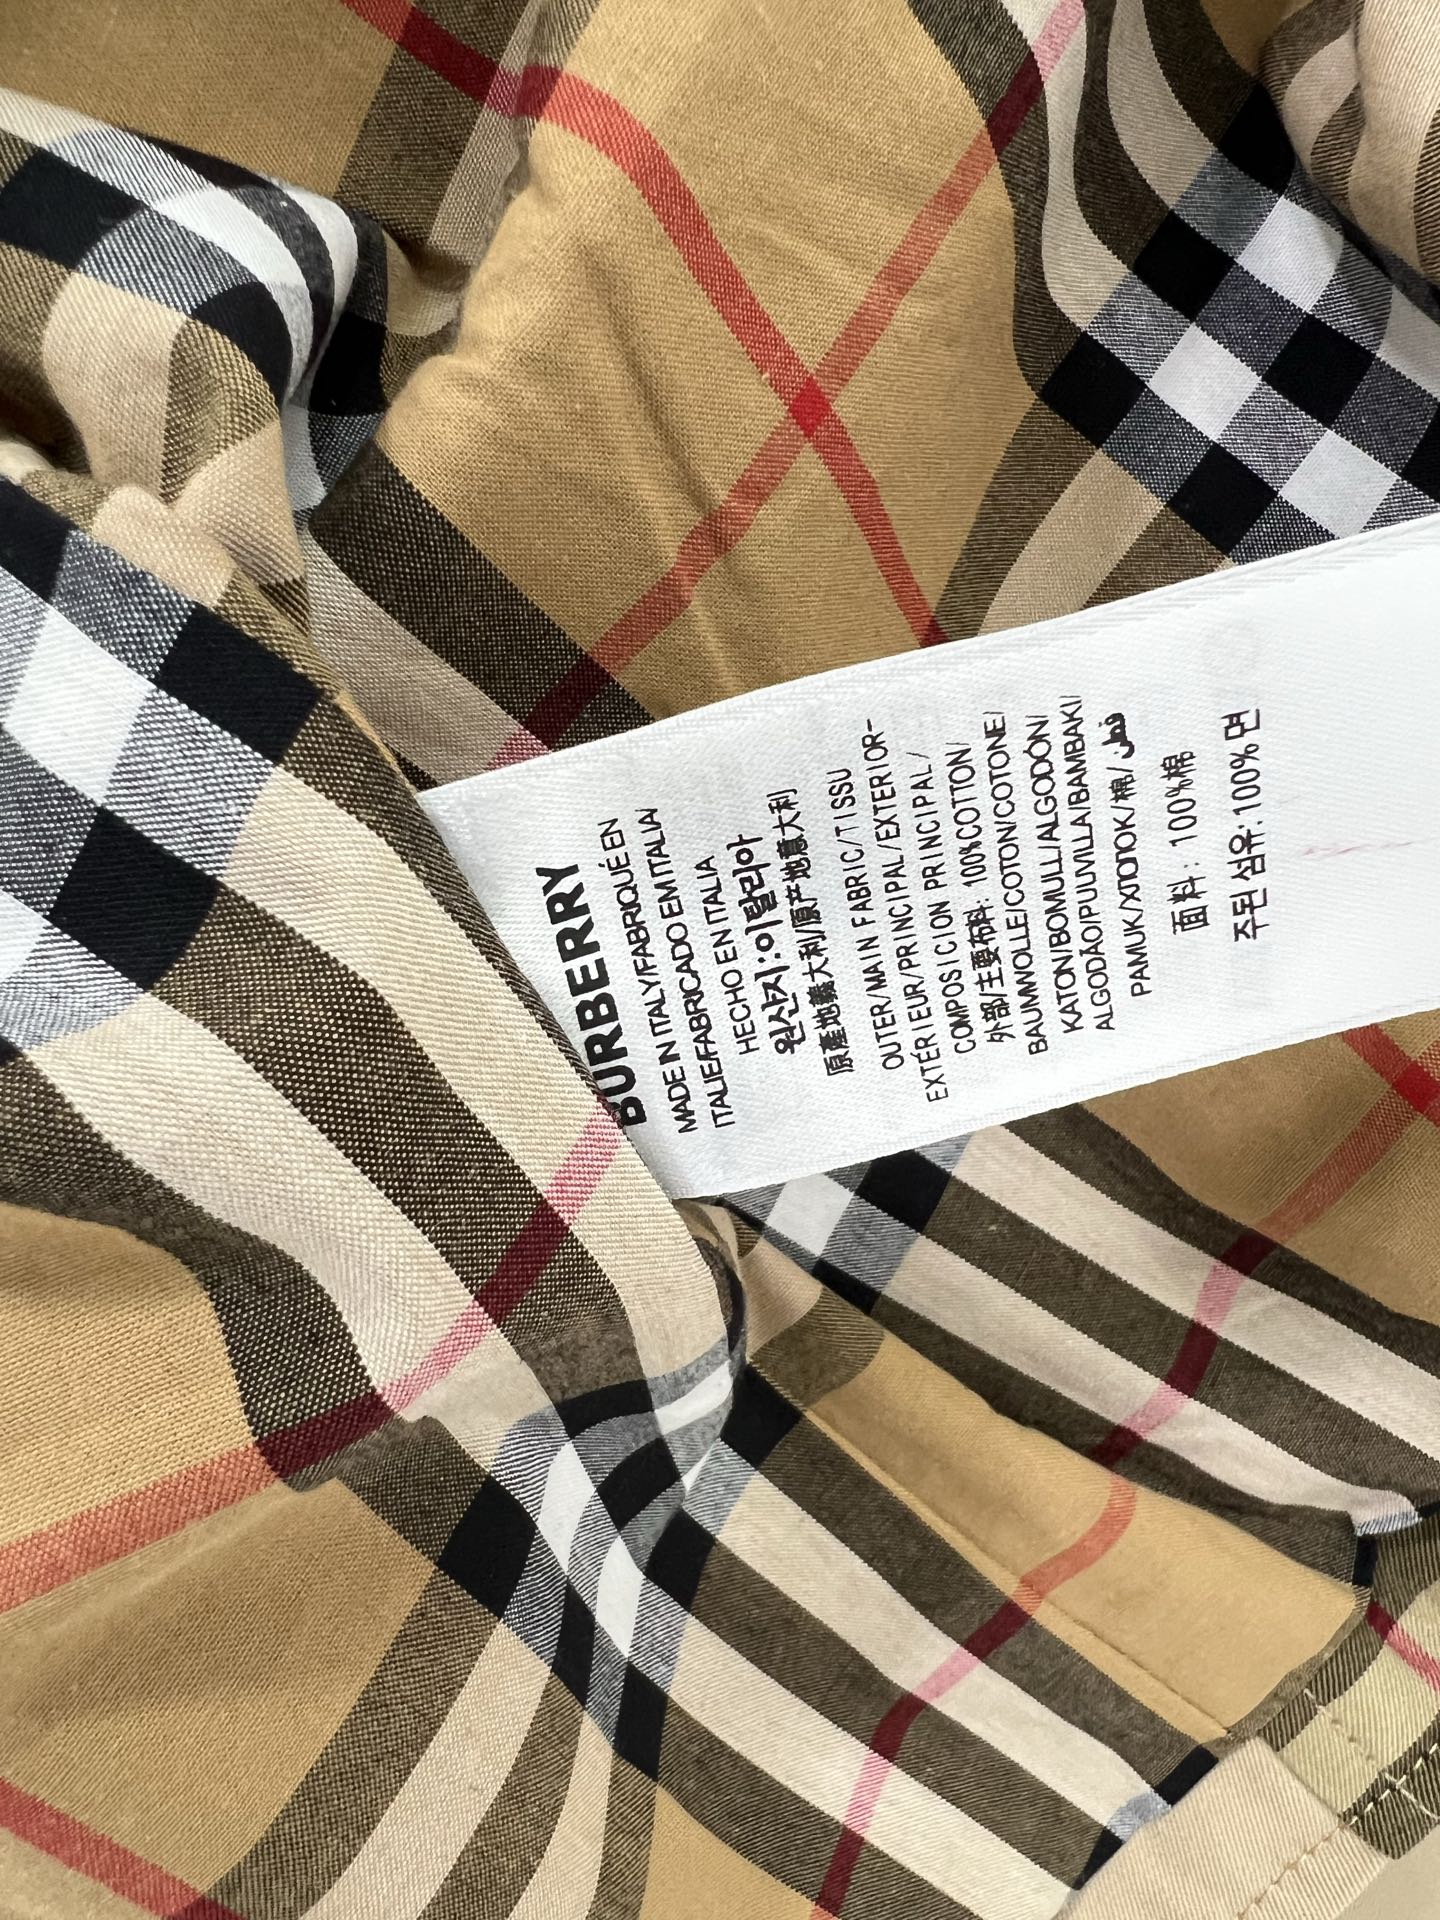 BURBERRY
MADE IN ITALY/FABRIQUÉ EN
ITALIE/FABRICADO EM ITALIA/
HECHO EN ITALIA
원산지:이탈리아
原產地義大利/原产地意大利
OUTER/MAIN FABRIC/TISSU
EXTÉRIEUR/PRINCIPAL/EXTERIOR-
COMPOSICION PRINCIPAL/
外部/主要布料: 100%COTTON/
BAUMWOLLE/COTON/COTONE/
KATON/BOMULL/ALGODÓN/
ALGODÃO/PUUVILLA/BAMBAKI/
PAMUK/ХЛОПОК/棉/قطن
面料: 100%棉
주된 섬유:100% 면